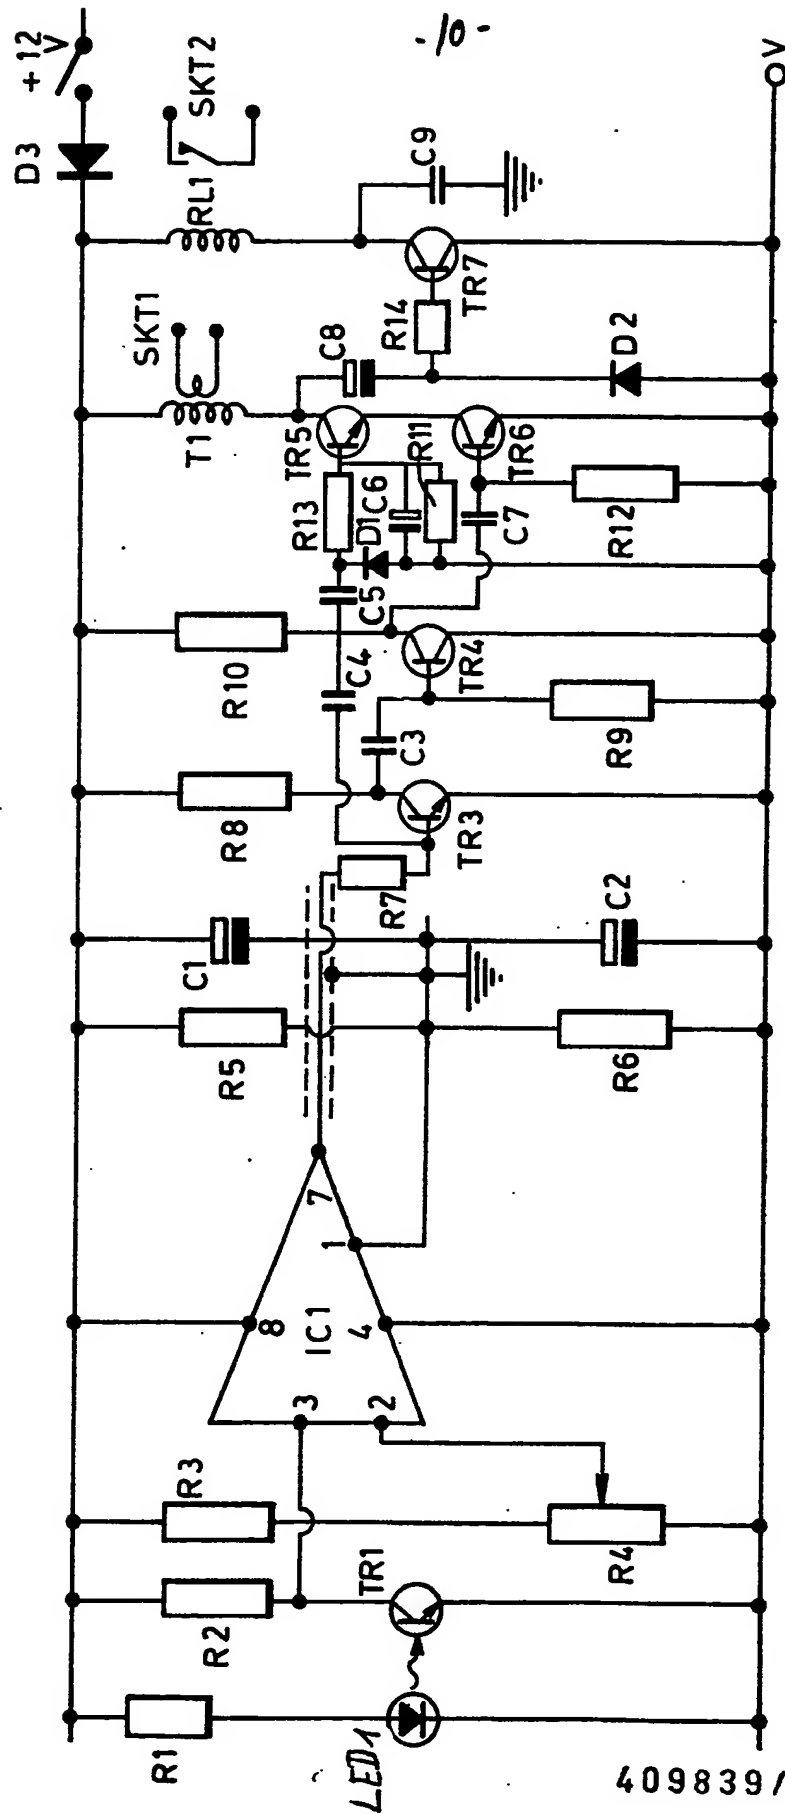 -10-
+12
V
D3
SKT2
RL1
C9
SKT1
T1
C8
R14
TR7
D2
TR5
R11
TR6
R13
D1
C6
C7
R12
C5
R10
C4
TR4
R9
C3
R8
TR3
R7
C1
C2
R5
R6
7
1
8
IC1
4
3
2
R3
R4
R2
TR1
R1
LED1
OV
409839/